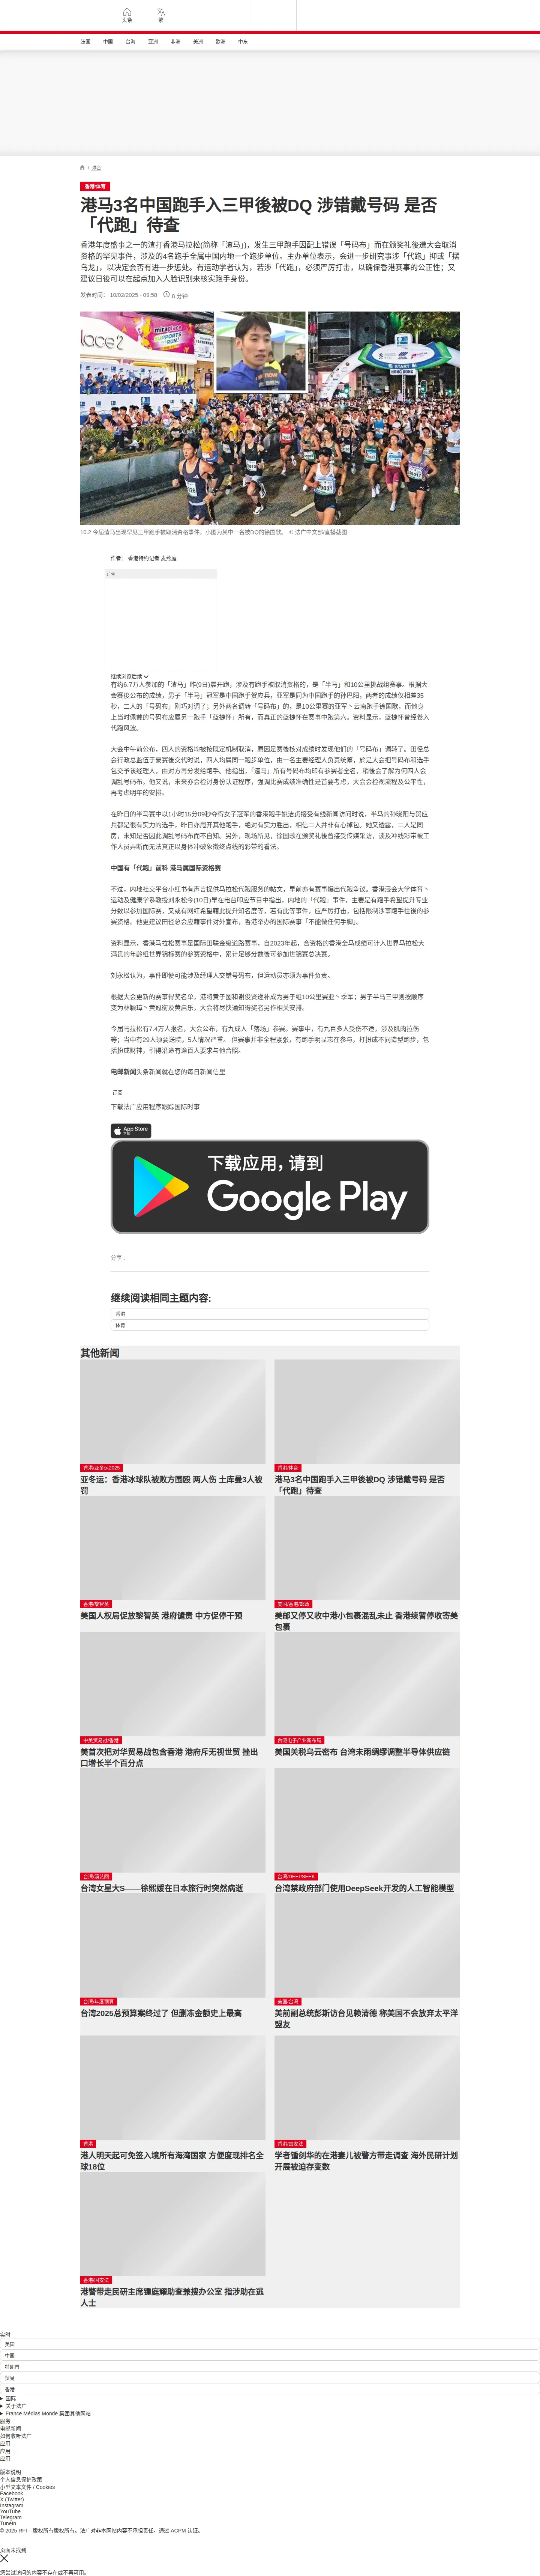 头条
繁
法国 中国 台海 亚洲 非洲 美洲 欧洲 中东
/ 港台
香港/体育
港马3名中国跑手入三甲後被DQ 涉错戴号码 是否
「代跑」待查
香港年度盛事之一的渣打香港马拉松(简称「渣马」)，发生三甲跑手因配上错误「号码布」而在颁奖礼後遭大会取消
资格的罕见事件，涉及的4名跑手全属中国内地一个跑步单位。主办单位表示，会进一步研究事涉「代跑」抑或「摆
乌龙」，以决定会否有进一步惩处。有运动学者认为，若涉「代跑」，必须严厉打击，以确保香港赛事的公正性；又
建议日後可以在起点加入人脸识别来核实跑手身份。
发表时间： 10/02/2025 - 09:58 8 分钟
10.2 今届渣马出现罕见三甲跑手被取消资格事件，小图为其中一名被DQ的徐国歌。 © 法广中文部/直播截图
作者： 香港特约记者 麦燕庭
广告
继续浏览后续
有约6.7万人参加的「渣马」昨(9日)晨开跑，涉及有跑手被取消资格的，是「半马」和10公里挑战组赛事。根据大
会赛後公布的成绩，男子「半马」冠军是中国跑手贺应兵，亚军是同为中国跑手的孙巴阳，两者的成绩仅相差35
秒，二人的「号码布」刚巧对调了；另外两名调转「号码布」的，是10公里赛的亚军丶云南跑手徐国歌，而他身
上当时佩戴的号码布应属另一跑手「蓝捷怀」所有，而真正的蓝捷怀在赛事中跑第六。资料显示，蓝捷怀曾经卷入
代跑风波。
大会中午前公布，四人的资格均被按规定机制取消，原因是赛後核对成绩时发现他们的「号码布」调转了。田径总
会行政总监伍于豪赛後交代时说，四人均属同一跑步单位，由一名主要经理人负责统筹，於是大会把号码布和选手
包交予该经理人，由对方再分发给跑手。他指出，「渣马」所有号码布均印有参赛者全名，稍後会了解为何四人会
调乱号码布。他又说，未来亦会检讨身份认证程序，强调比赛成绩准确性是首要考虑，大会会检视流程及公平性，
再考虑明年的安排。
在昨日的半马赛中以1小时15分09秒夺得女子冠军的香港跑手姚洁贞接受有线新闻访问时说，半马的孙晓阳与贺应
兵都是很有实力的选手，昨日亦甩开其他跑手，绝对有实力胜出，相信二人并非有心掉包。她又透露，二人是同
房，未知是否因此调乱号码布而不自知。另外，现场所见，徐国歌在颁奖礼後曾接受传媒采访，谈及冲线彩带被工
作人员弄断而无法真正以身体冲破象徵终点线的彩带的看法。
中国有「代跑」前科 港马属国际资格赛
不过，内地社交平台小红书有声言提供马拉松代跑服务的帖文，早前亦有赛事爆出代跑争议。香港浸会大学体育丶
运动及健康学系教授刘永松今(10日)早在电台叩应节目中指出，内地的「代跑」事件，主要是有跑手希望提升专业
分数以参加国际赛，又或有网红希望藉此提升知名度等，若有此等事件，应严厉打击，包括限制涉事跑手往後的参
赛资格。他更建议田径总会应藉事件对外宣布，香港举办的国际赛事「不能做任何手脚」。
资料显示，香港马拉松赛事是国际田联金级道路赛事，自2023年起，合资格的香港全马成绩可计入世界马拉松大
满贯的年龄组世界锦标赛的参赛资格中，累计足够分数後可参加世锦赛总决赛。
刘永松认为，事件即使可能涉及经理人交错号码布，但运动员亦须为事件负责。
根据大会更新的赛事得奖名单，港将黄子图和谢俊贤递补成为男子组10公里赛亚丶季军；男子半马三甲则按顺序
变为林颖璋丶黄冠衡及黄启乐，大会将尽快通知得奖者另作相关安排。
今届马拉松有7.4万人报名，大会公布，有九成人「落场」参赛。赛事中，有九百多人受伤不适，涉及肌肉拉伤
等；当中有29人须要送院，5人情况严重。 但赛事并非全程紧张，有跑手明显志在参与，打扮成不同造型跑步，包
括扮成财神，引得沿途有逾百人要求与他合照。
电邮新闻头条新闻就在您的每日新闻信里
订阅
下载法广应用程序跟踪国际时事
App Store
下载
下载应用，请到
Google Play
分享 :
继续阅读相同主题内容:
香港
体育
其他新闻
香港/亚冬运2025
亚冬运：香港冰球队被败方围殴 两人伤 土库曼3人被
罚
香港/体育
港马3名中国跑手入三甲後被DQ 涉错戴号码 是否
「代跑」待查
香港/黎智英
美国人权局促放黎智英 港府谴责 中方促停干预
美国/香港/邮政
美邮又停又收中港小包裹混乱未止 香港续暂停收寄美
包裹
中美贸易战/香港
美首次把对华贸易战包含香港 港府斥无视世贸 挫出
口增长半个百分点
台湾电子产业新布局
美国关税乌云密布 台湾未雨绸缪调整半导体供应链
台湾/演艺圈
台湾女星大S——徐熙媛在日本旅行时突然病逝
台湾/DEEPSEEK
台湾禁政府部门使用DeepSeek开发的人工智能模型
台湾/年度预算
台湾2025总预算案终过了 但删冻金额史上最高
美国/台湾
美前副总统彭斯访台见赖清德 称美国不会放弃太平洋
盟友
香港
港人明天起可免签入境所有海湾国家 方便度现排名全
球18位
香港/国安法
学者锺剑华的在港妻儿被警方带走调查 海外民研计划
开展被迫存变数
香港/国安法
港警带走民研主席锺庭耀助查兼搜办公室 指涉助在逃
人士
实时
美国
中国
特朗普
贸易
香港
国际
关于法广
France Médias Monde 集团其他网站
服务
电邮新闻
如何收听法广
应用
应用
应用
版本说明
个人信息保护政策
小型文本文件 / Cookies
Facebook
X (Twitter)
Instagram
YouTube
Telegram
TuneIn
© 2025 RFI – 版权所有版权所有。法广对非本网站内容不承担责任。通过 ACPM 认证。
页面未找到
您尝试访问的内容不存在或不再可用。